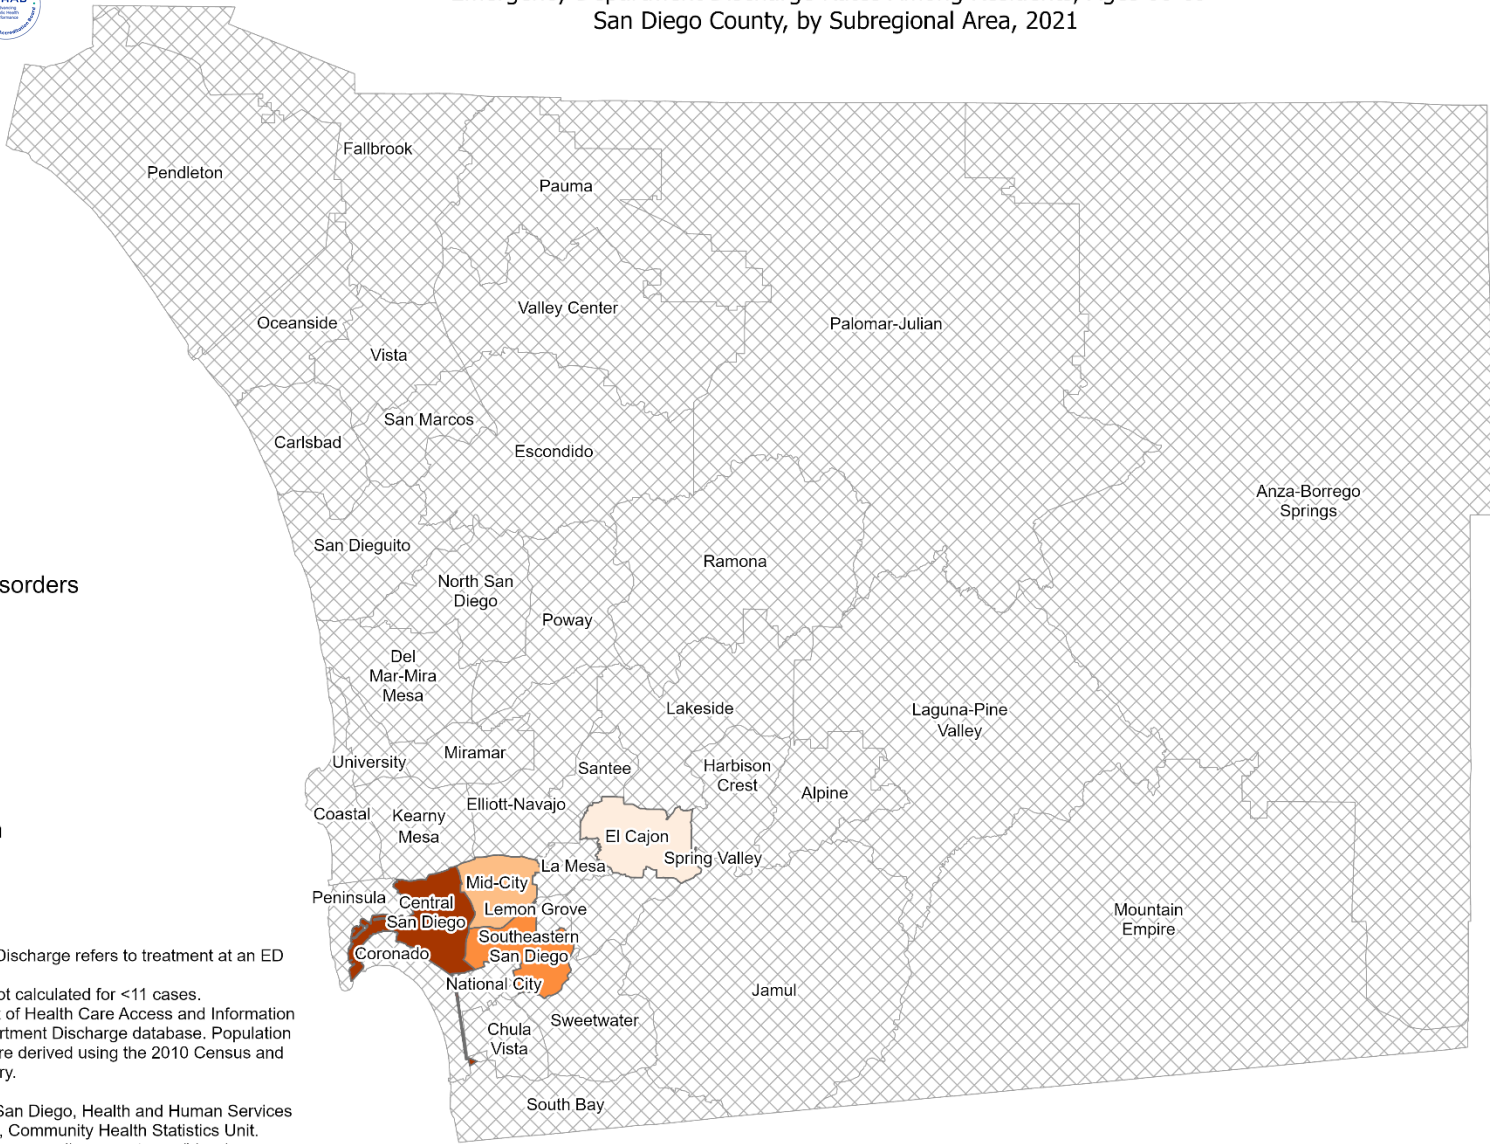 San Diego County, by Subregional Area, 2021
Fallbrook
Pendleton
Pauma
Valley Center
Oceanside
Palomar-Julian
Vista
San Marcos
Carlsbad
Escondido
Anza-Borrego
Springs
San Dieguito
Ramona
sorders
North San
Diego
Poway
Del
Mar-Mira
Mesa
Lakeside
Laguna-Pine
Valley
Miramar
University
Santee
Harbison
Crest
Alpine
Elliott-Navajo
Coastal
Kearny
Mesa
El Cajon
Spring Valley
La Mesa
Mid-City
Peninsula
Central
San Diego
Lemon Grove
Mountain
Empire
Southeastern
San Diego
Coronado
National City
Jamul
Sweetwater
Chula
Vista
South Bay
Discharge refers to treatment at an ED
ot calculated for <11 cases.
of Health Care Access and Information
rtment Discharge database. Population
re derived using the 2010 Census and
ry.
San Diego, Health and Human Services
, Community Health Statistics Unit.